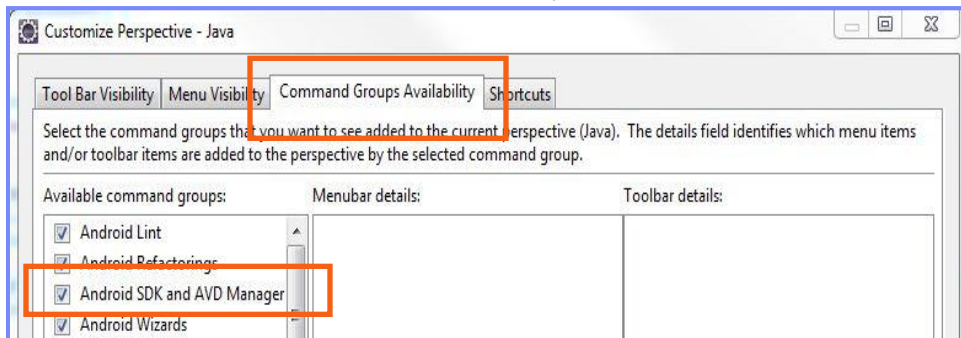 Customize Perspective - Java
Tool Bar Visibility Menu Visibility Command Groups Availability Shortcuts
Select the command groups that you want to see added to the current perspective (Java). The details field identifies which menu items
and/or toolbar items are added to the perspective by the selected command group.
Available command groups: Menubar details: Toolbar details:
Android Lint
Android Refactorings
Android SDK and AVD Manager
Android Wizards